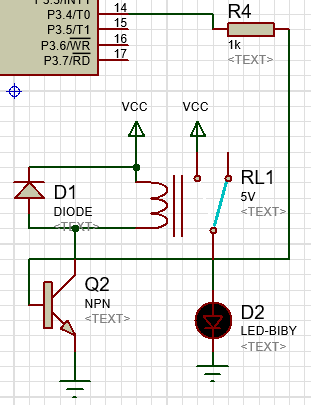 P3.3/INT1
P3.4/T0 14
P3.5/T1 15
P3.6/WR 16
P3.7/RD 17
R4
1k
<TEXT>
VCC VCC
D1
DIODE
<TEXT>
RL1
5V
<TEXT>
Q2
NPN
<TEXT>
D2
LED-BIBY
<TEXT>